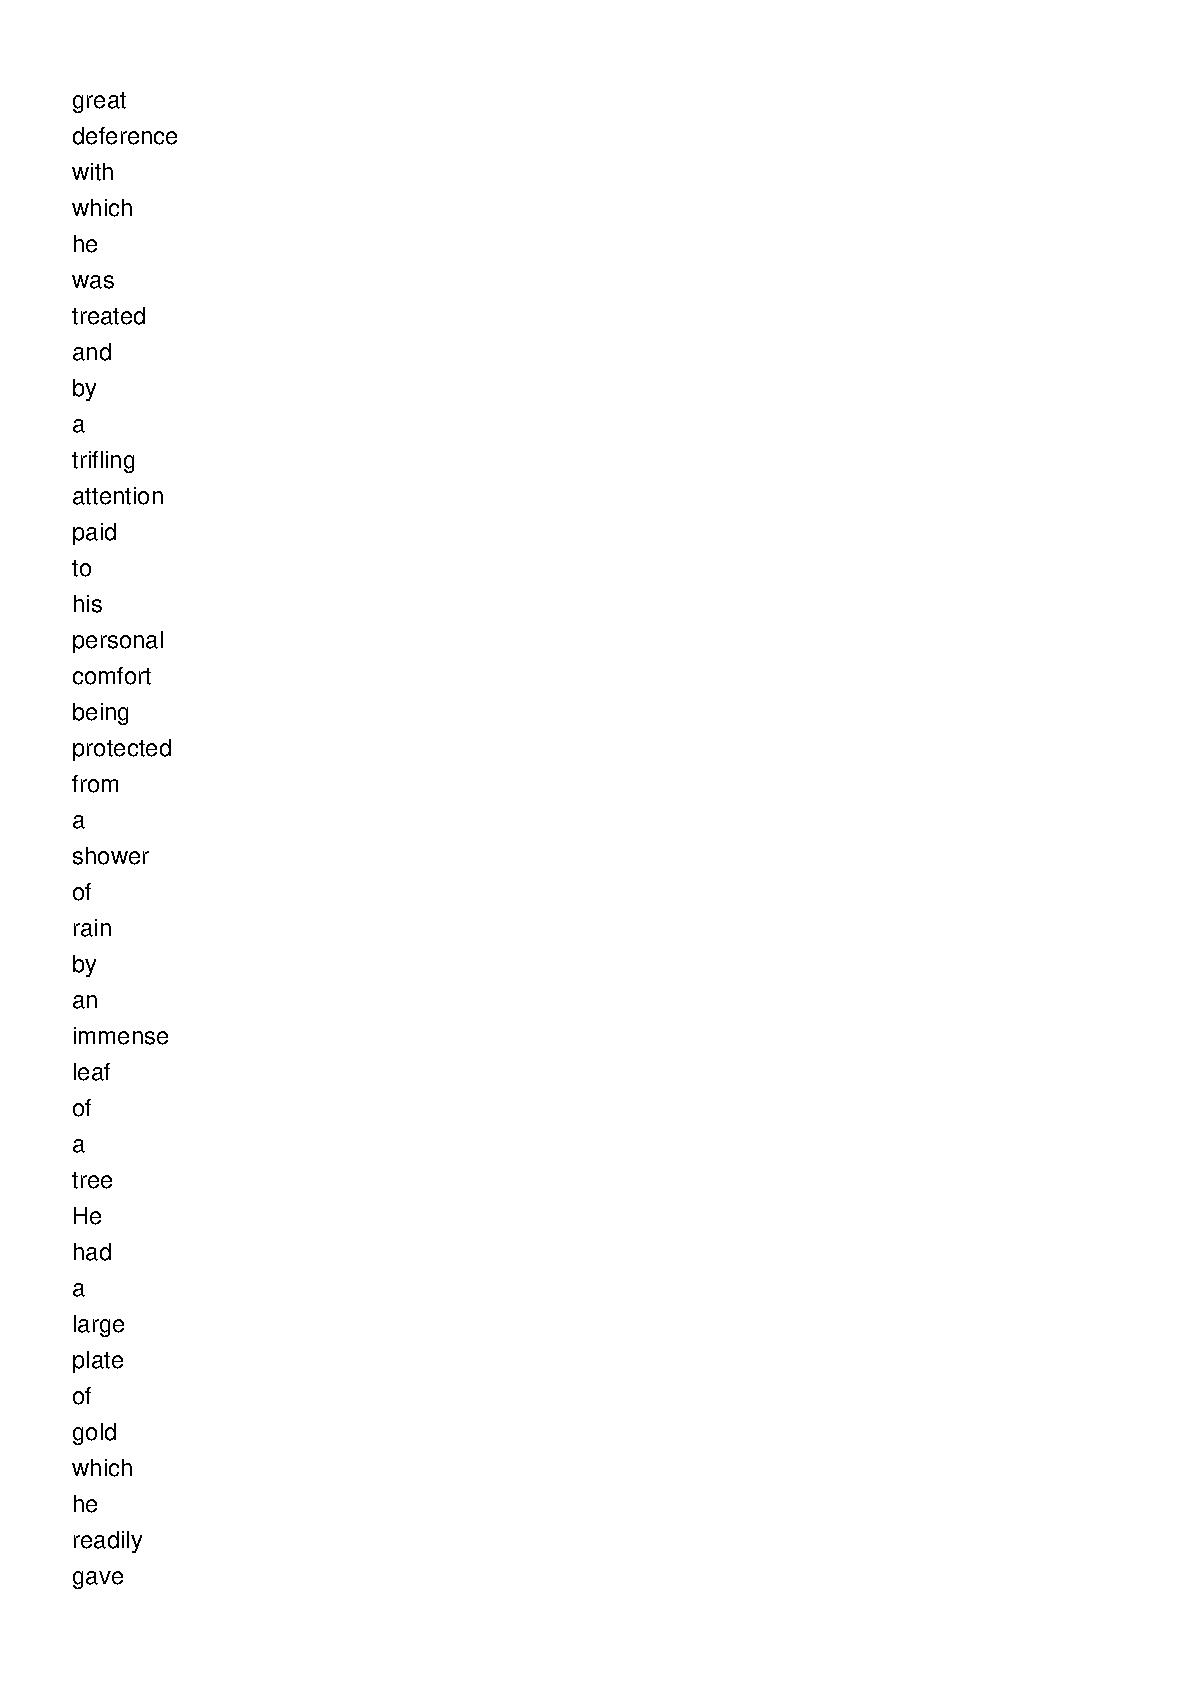 great
deference
with
which
he
was
treated
and
by
a
trifling
attention
paid
to
his
personal
comfort
being
protected
from
a
shower
of
rain
by
an
immense
leaf
of
a
tree
He
had
a
large
plate
of
gold
which
he
readily
gave